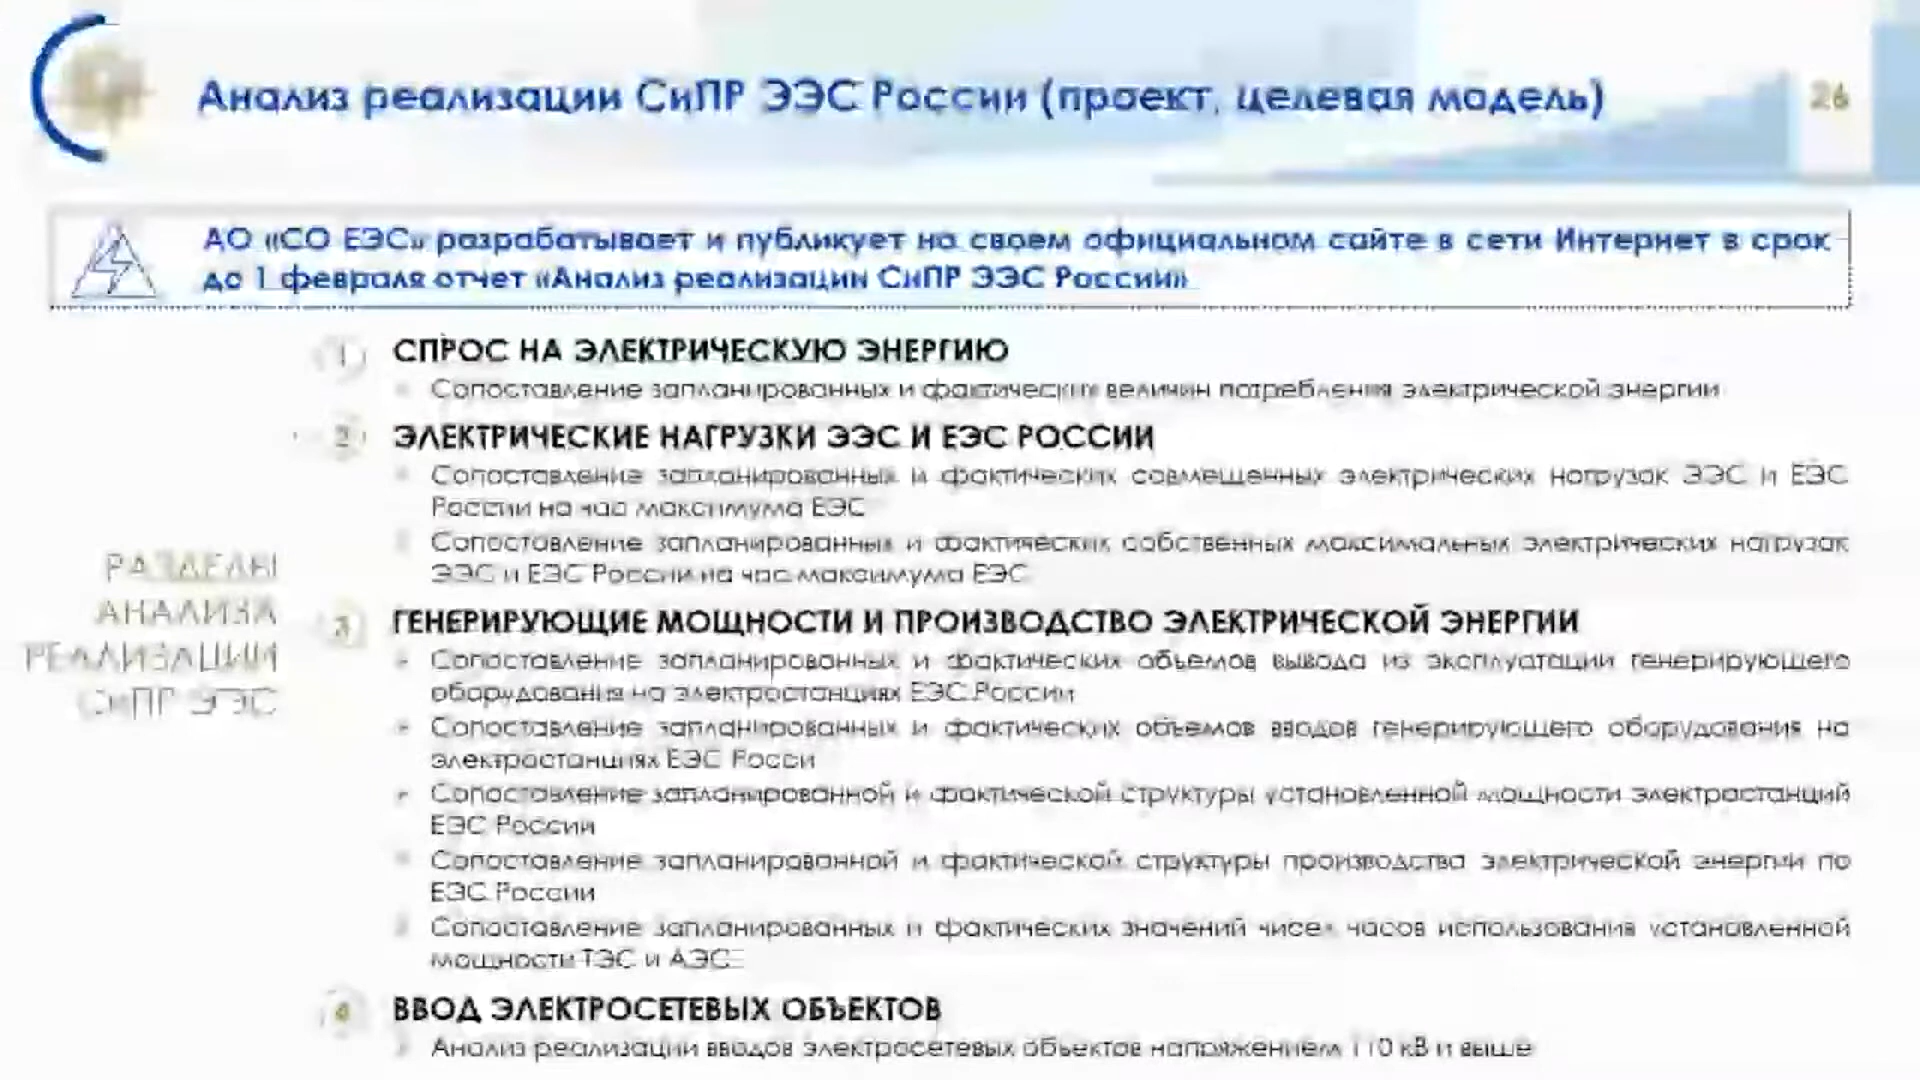 Анализ реализации СиПР ЭЭС России (проект, целевая модель)
26
АО «СО ЕЭС» разрабатывает и публикует на своем официальном сайте в сети Интернет в срок
до 1 февраля отчет «Анализ реализации СиПР ЭЭС России»
РАЗДЕЛЫ
АНАЛИЗА
РЕАЛИЗАЦИИ
СиПР ЭЭС
1 СПРОС НА ЭЛЕКТРИЧЕСКУЮ ЭНЕРГИЮ
Сопоставление запланированных и фактических величин потребления электрической энергии
2 ЭЛЕКТРИЧЕСКИЕ НАГРУЗКИ ЭЭС И ЕЭС РОССИИ
Сопоставление запланированных и фактических совмещенных электрических нагрузок ЭЭС и ЕЭС
России на час максимума ЕЭС
Сопоставление запланированных и фактических собственных максимальных электрических нагрузок
ЭЭС и ЕЭС России на час максимума ЕЭС
3 ГЕНЕРИРУЮЩИЕ МОЩНОСТИ И ПРОИЗВОДСТВО ЭЛЕКТРИЧЕСКОЙ ЭНЕРГИИ
Сопоставление запланированных и фактических объемов вывода из эксплуатации генерирующего
оборудования на электростанциях ЕЭС России
Сопоставление запланированных и фактических объемов вводов генерирующего оборудования на
электростанциях ЕЭС Росси
Сопоставление запланированной и фактической структуры установленной мощности электростанций
ЕЭС России
Сопоставление запланированной и фактической структуры производства электрической энергии по
ЕЭС России
Сопоставление запланированных и фактических значений чисел часов использования установленной
мощности ТЭС и АЭС
4 ВВОД ЭЛЕКТРОСЕТЕВЫХ ОБЪЕКТОВ
Анализ реализации вводов электросетевых объектов напряжением 110 кВ и выше